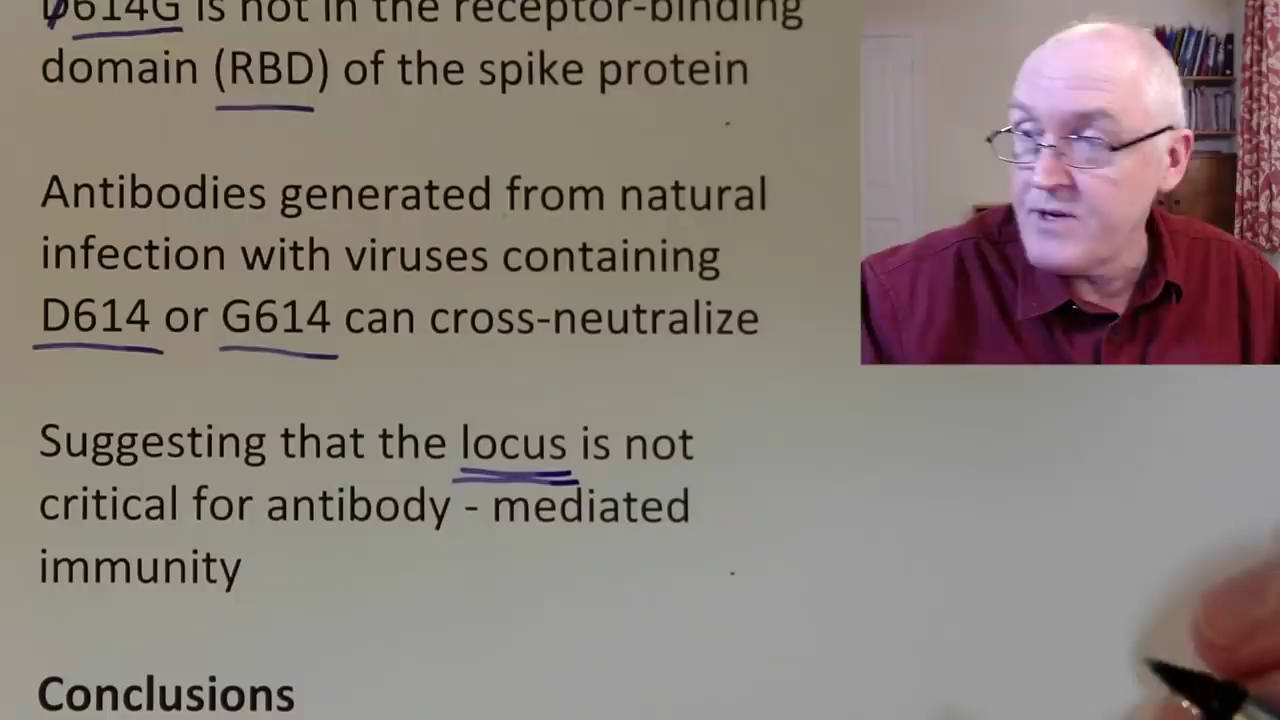 D614G is not in the receptor-binding
domain (RBD) of the spike protein
Antibodies generated from natural
infection with viruses containing
D614 or G614 can cross-neutralize
Suggesting that the locus is not
critical for antibody - mediated
immunity
Conclusions